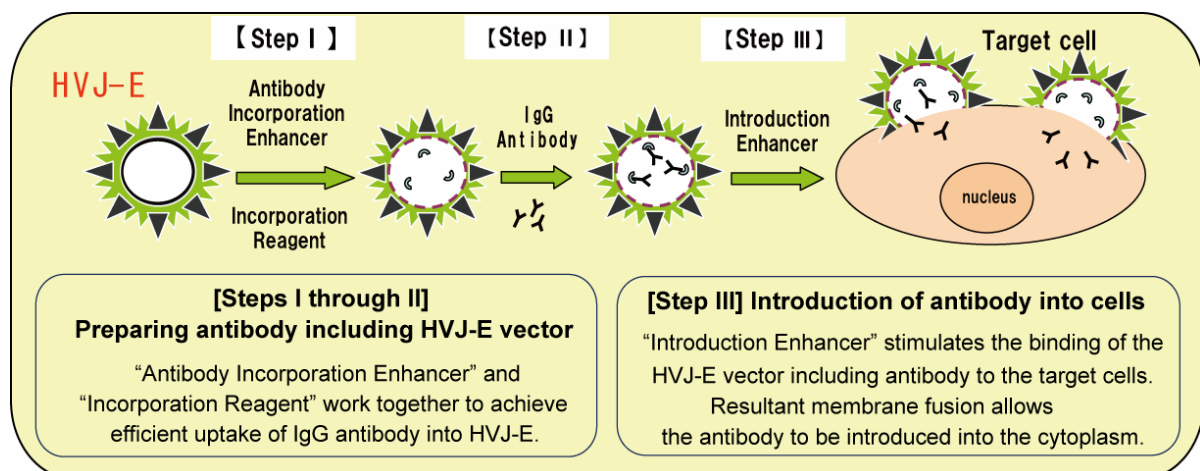 【Step Ⅰ】
【Step Ⅱ】
【Step Ⅲ】
Target cell
HVJ-E
Antibody
Incorporation
Enhancer
Incorporation
Reagent
IgG
Antibody
Introduction
Enhancer
nucleus
[Steps I through II]
Preparing antibody including HVJ-E vector
“Antibody Incorporation Enhancer” and
“Incorporation Reagent” work together to achieve
efficient uptake of IgG antibody into HVJ-E.
[Step III] Introduction of antibody into cells
“Introduction Enhancer” stimulates the binding of the
HVJ-E vector including antibody to the target cells.
Resultant membrane fusion allows
the antibody to be introduced into the cytoplasm.